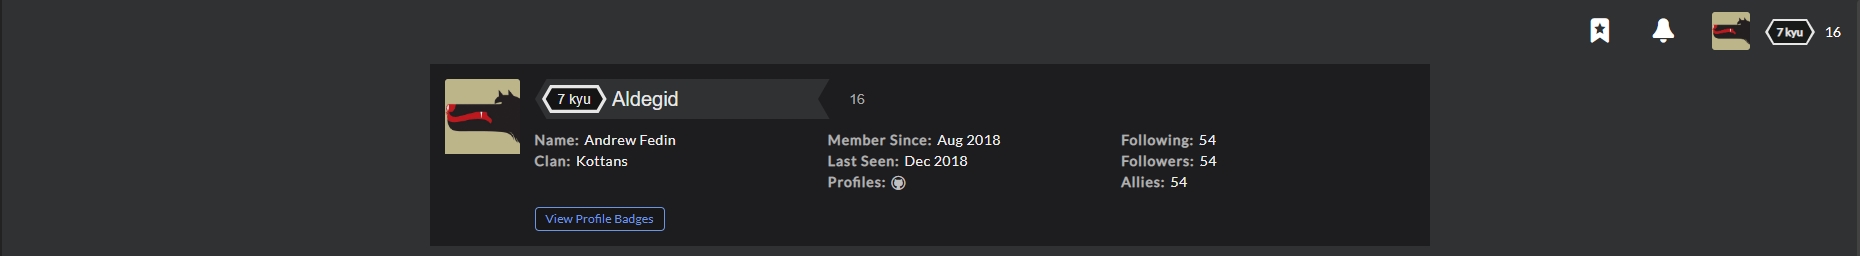 7 kyu 16
7 kyu Aldegid 16
Name: Andrew Fedin Member Since: Aug 2018 Following: 54
Clan: Kottans Last Seen: Dec 2018 Followers: 54
Profiles: Allies: 54
View Profile Badges